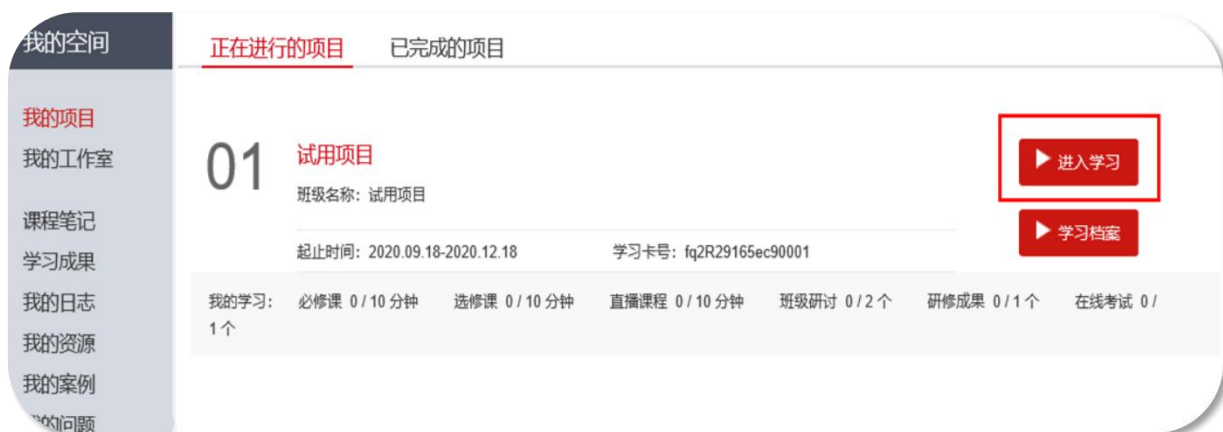 我的空间
正在进行的项目 已完成的项目
我的项目
我的工作室
课程笔记
学习成果
我的日志
我的资源
我的案例
我的问题
01
试用项目
班级名称：试用项目
进入学习
学习档案
起止时间：2020.09.18-2020.12.18 学习卡号：fq2R29165ec90001
我的学习： 必修课 0 / 10 分钟 选修课 0 / 10 分钟 直播课程 0 / 10 分钟 班级研讨 0 / 2 个 研修成果 0 / 1 个 在线考试 0 /
1 个